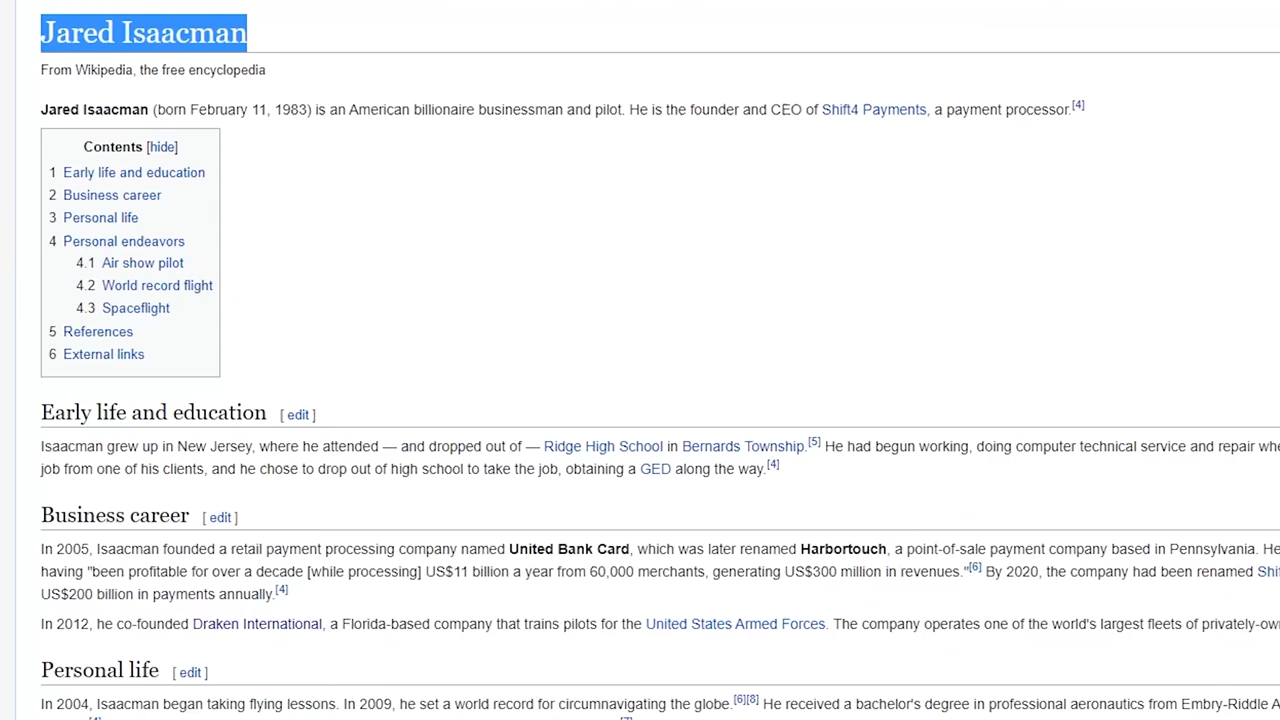 Jared Isaacman
From Wikipedia, the free encyclopedia
Jared Isaacman (born February 11, 1983) is an American billionaire businessman and pilot. He is the founder and CEO of Shift4 Payments, a payment processor.[4]
Contents [hide]
1 Early life and education
2 Business career
3 Personal life
4 Personal endeavors
4.1 Air show pilot
4.2 World record flight
4.3 Spaceflight
5 References
6 External links
Early life and education [ edit ]
Isaacman grew up in New Jersey, where he attended — and dropped out of — Ridge High School in Bernards Township.[5] He had begun working, doing computer technical service and repair
job from one of his clients, and he chose to drop out of high school to take the job, obtaining a GED along the way.[4]
Business career [ edit ]
In 2005, Isaacman founded a retail payment processing company named United Bank Card, which was later renamed Harbortouch, a point-of-sale payment company based in Pennsylvania. He
having "been profitable for over a decade [while processing] US$11 billion a year from 60,000 merchants, generating US$300 million in revenues."[6] By 2020, the company had been renamed
US$200 billion in payments annually.[4]
In 2012, he co-founded Draken International, a Florida-based company that trains pilots for the United States Armed Forces. The company operates one of the world's largest fleets of
Personal life [ edit ]
In 2004, Isaacman began taking flying lessons. In 2009, he set a world record for circumnavigating the globe.[6][8] He received a bachelor's degree in professional aeronautics from Embry-Riddle